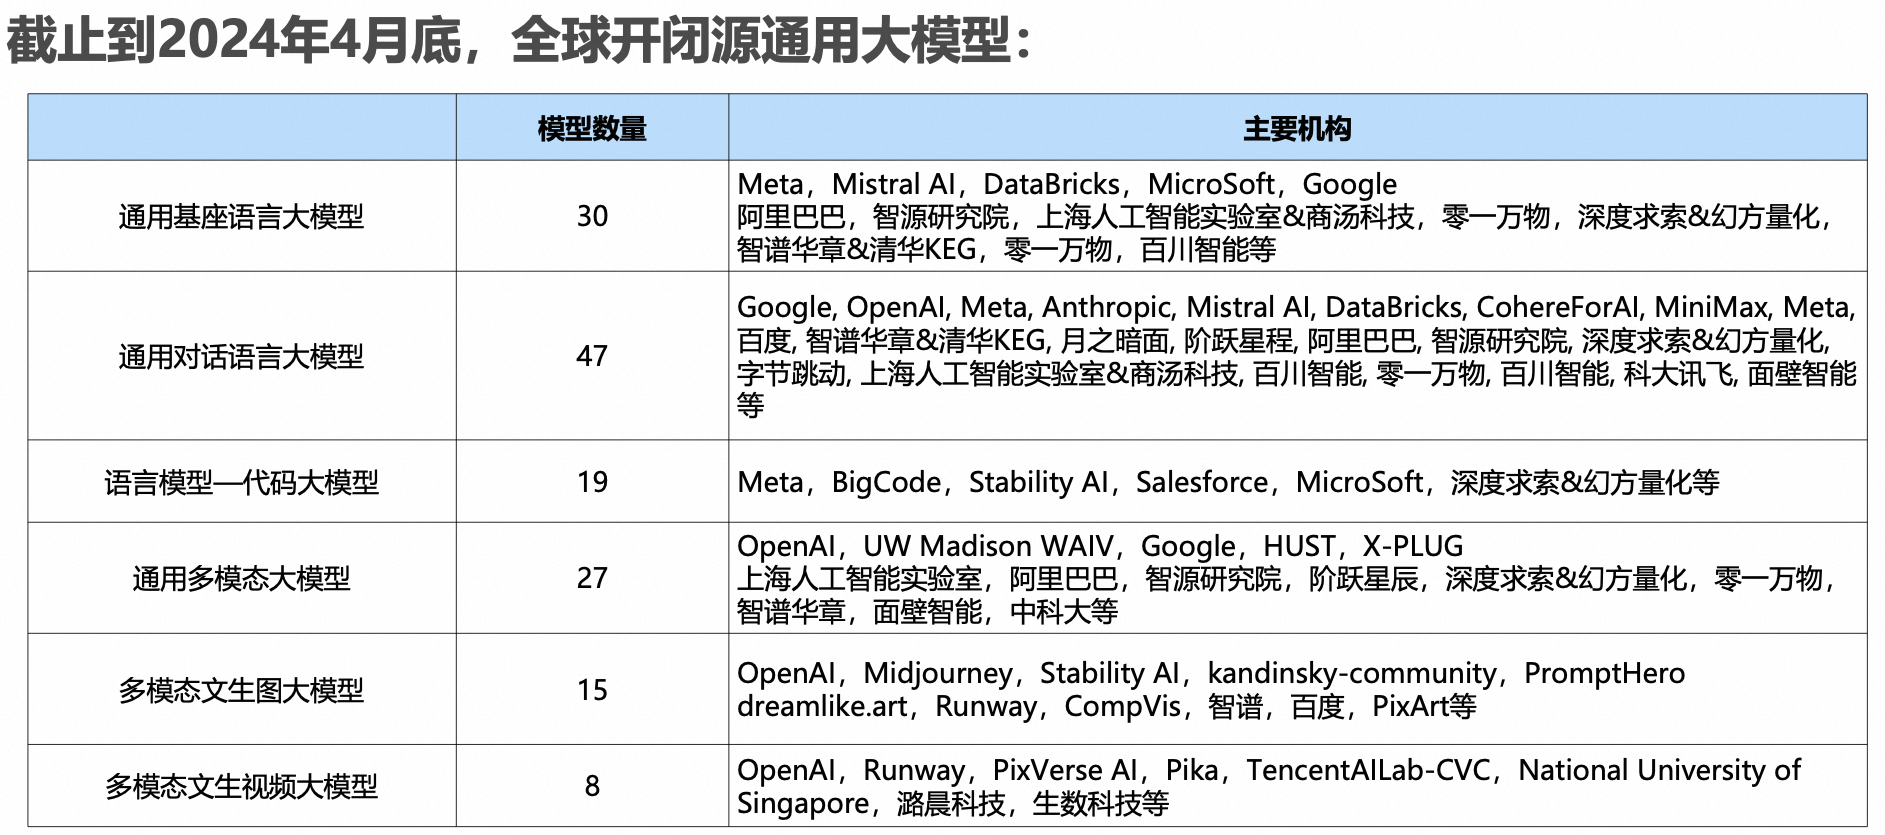 截止到2024年4月底，全球开闭源通用大模型：
模型数量
主要机构
通用基座语言大模型
30
Meta，Mistral AI，DataBricks，MicroSoft，Google
阿里巴巴，智源研究院，上海人工智能实验室&商汤科技，零一万物，深度求索&幻方量化，
智谱华章&清华KEG，零一万物，百川智能等
通用对话语言大模型
47
Google, OpenAI, Meta, Anthropic, Mistral AI, DataBricks, CohereForAI, MiniMax, Meta,
百度, 智谱华章&清华KEG, 月之暗面, 阶跃星程, 阿里巴巴, 智源研究院, 深度求索&幻方量化,
字节跳动, 上海人工智能实验室&商汤科技, 百川智能, 零一万物, 百川智能, 科大讯飞, 面壁智能
等
语言模型—代码大模型
19
Meta，BigCode，Stability AI，Salesforce，MicroSoft，深度求索&幻方量化等
通用多模态大模型
27
OpenAI，UW Madison WAIV，Google，HUST，X-PLUG
上海人工智能实验室，阿里巴巴，智源研究院，阶跃星辰，深度求索&幻方量化，零一万物，
智谱华章，面壁智能，中科大等
多模态文生图大模型
15
OpenAI，Midjourney，Stability AI，kandinsky-community，PromptHero
dreamlike.art，Runway，CompVis，智谱，百度，PixArt等
多模态文生视频大模型
8
OpenAI，Runway，PixVerse AI，Pika，TencentAILab-CVC，National University of
Singapore，潞晨科技，生数科技等